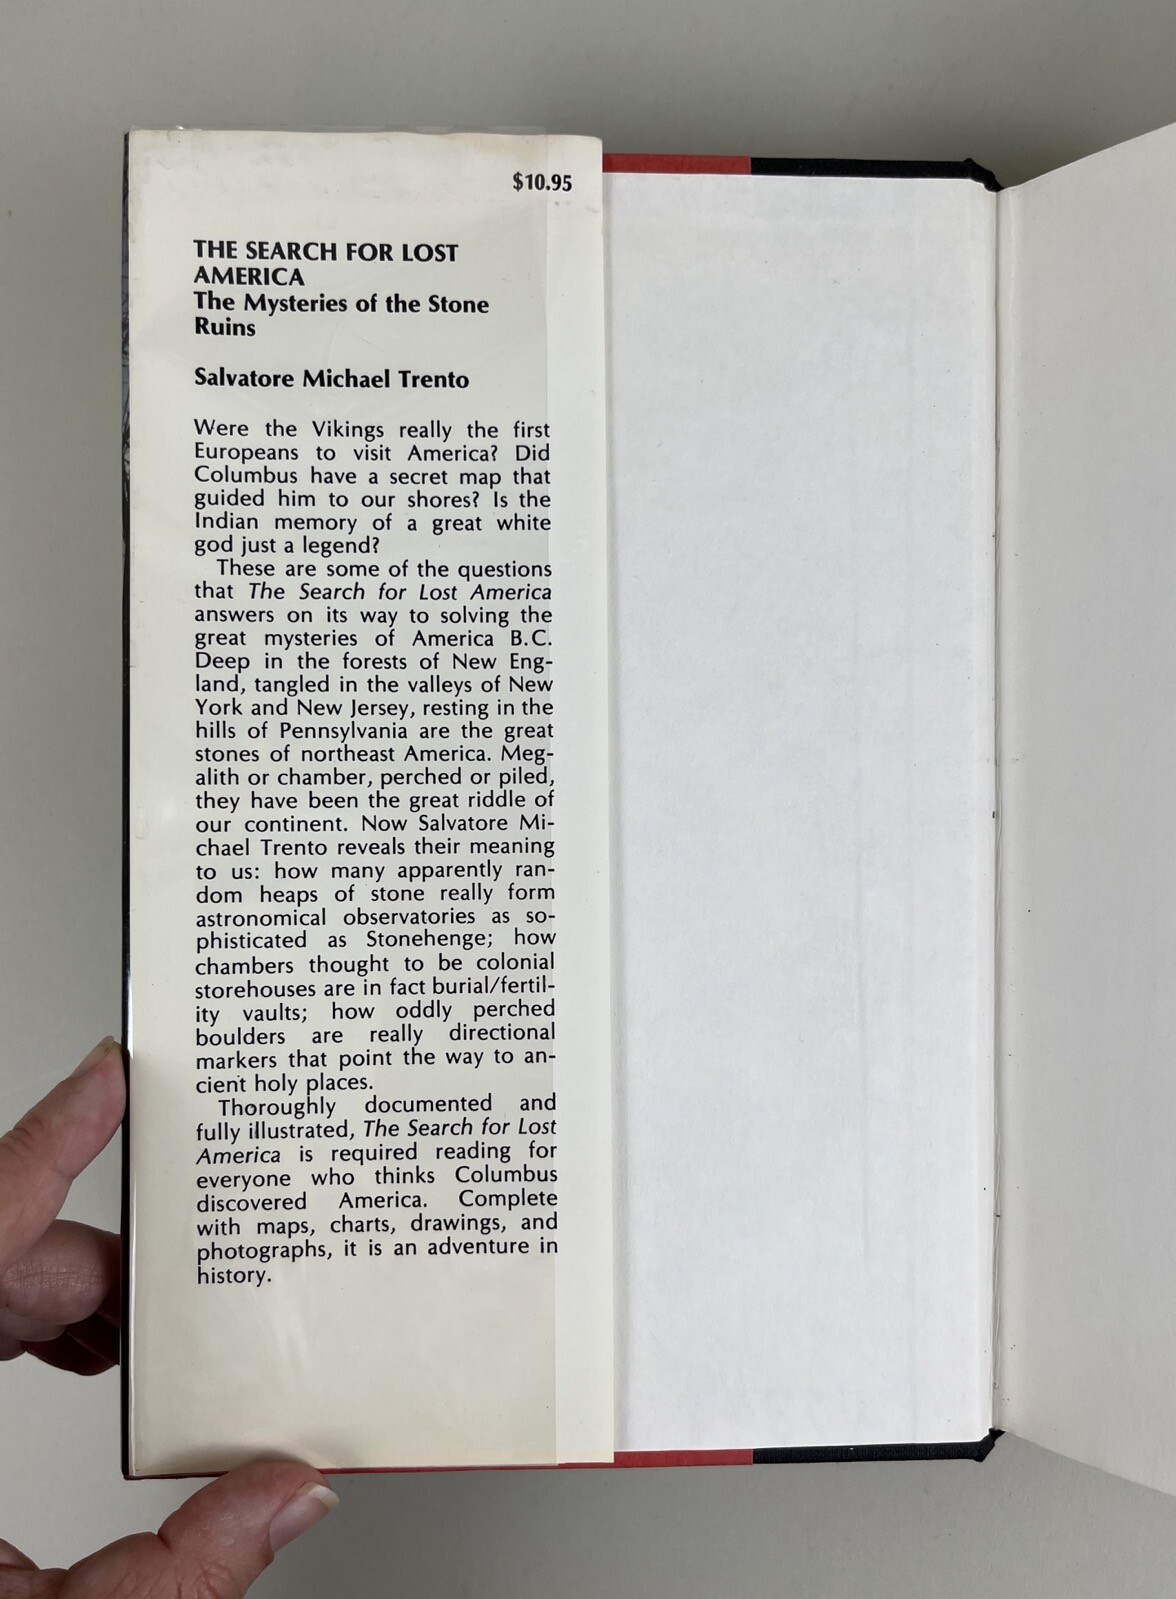 $10.95
THE SEARCH FOR LOST
AMERICA
The Mysteries of the Stone
Ruins
Salvatore Michael Trento
Were the Vikings really the first
Europeans to visit America? Did
Columbus have a secret map that
guided him to our shores? Is the
Indian memory of a great white
god just a legend?
These are some of the questions
that The Search for Lost America
answers on its way to solving the
great mysteries of America B.C.
Deep in the forests of New Eng-
land, tangled in the valleys of New
York and New Jersey, resting in the
hills of Pennsylvania are the great
stones of northeast America. Meg-
alith or chamber, perched or piled,
they have been the great riddle of
our continent. Now Salvatore Mi-
chael Trento reveals their meaning
to us: how many apparently ran-
dom heaps of stone really form
astronomical observatories as so-
phisticated as Stonehenge; how
chambers thought to be colonial
storehouses are in fact burial/fertil-
ity vaults; how oddly perched
boulders are really directional
markers that point the way to an-
cient holy places.
Thoroughly documented and
fully illustrated, The Search for Lost
America is required reading for
everyone who thinks Columbus
discovered America. Complete
with maps, charts, drawings, and
photographs, it is an adventure in
history.